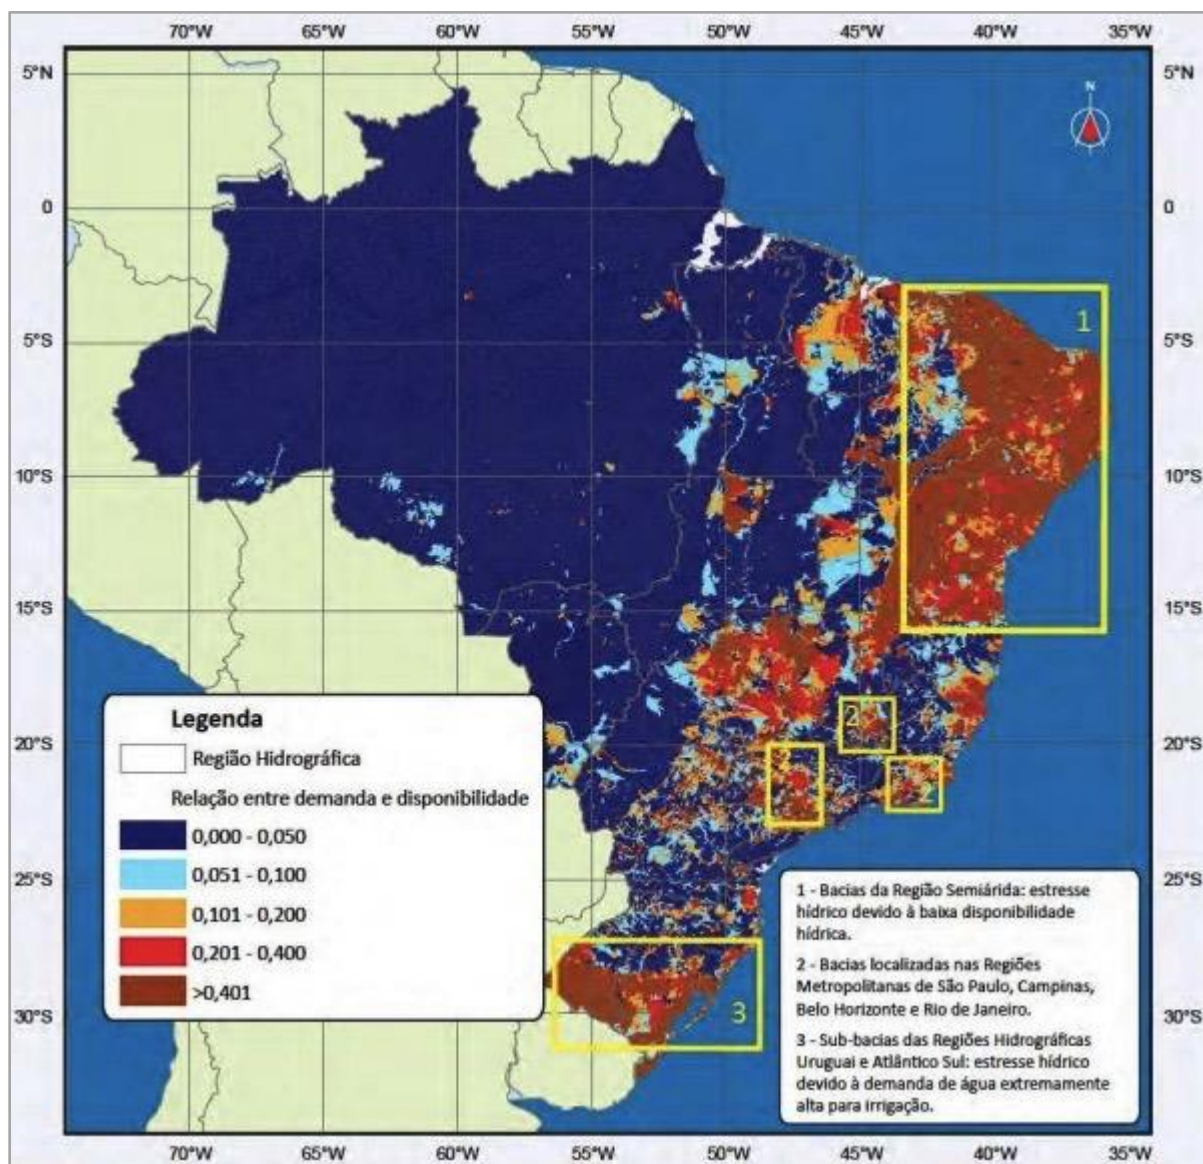 70°W 65°W 60°W 55°W 50°W 45°W 40°W 35°W
5°N 5°N
N
0 0
1
5°S 5°S
10°S 10°S
15°S 15°S
2
20°S 20°S
2
2
25°S 25°S
3
30°S 30°S
Legenda
Região Hidrográfica
Relação entre demanda e disponibilidade
0,000 - 0,050
0,051 - 0,100
0,101 - 0,200
0,201 - 0,400
>0,401
1 - Bacias da Região Semiárida: estresse
hídrico devido à baixa disponibilidade
hídrica.
2 - Bacias localizadas nas Regiões
Metropolitanas de São Paulo, Campinas,
Belo Horizonte e Rio de Janeiro.
3 - Sub-bacias das Regiões Hidrográficas
Uruguai e Atlântico Sul: estresse hídrico
devido à demanda de água extremamente
alta para irrigação.
70°W 65°W 60°W 55°W 50°W 45°W 40°W 35°W